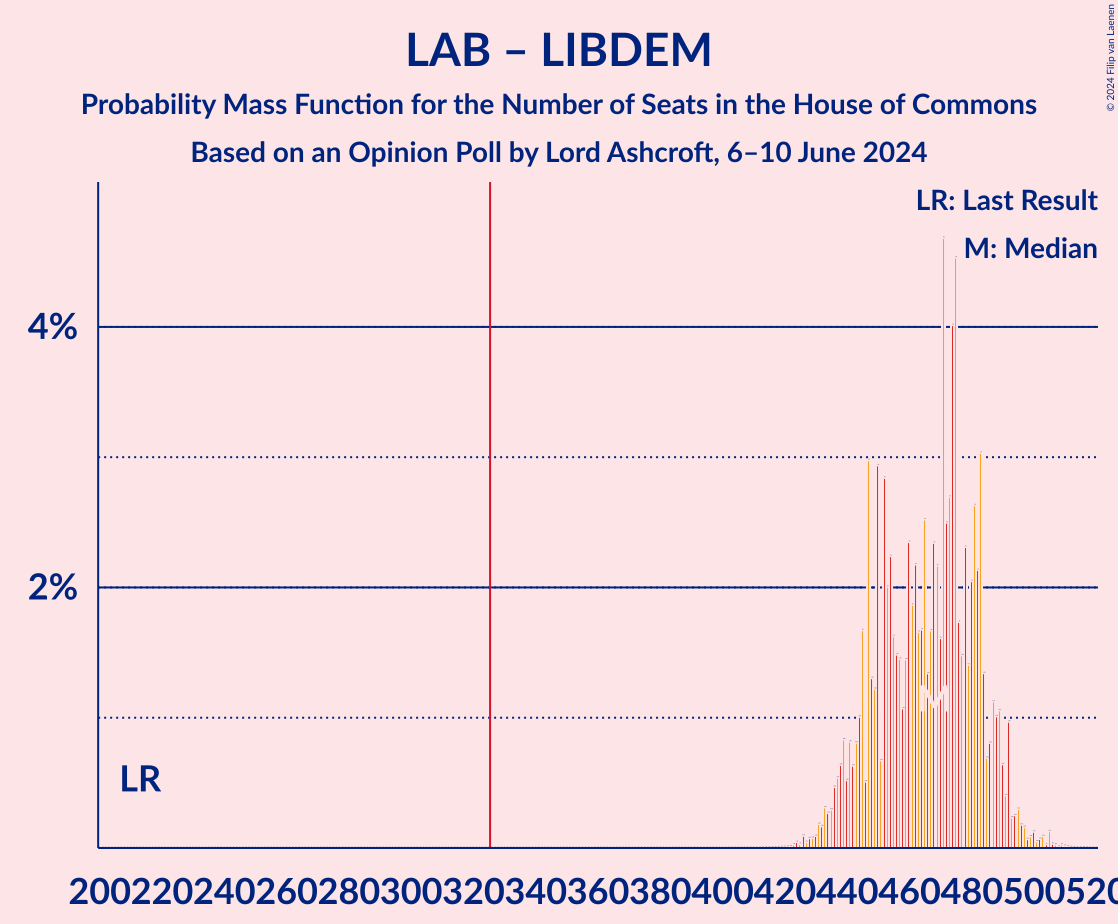 LAB – LIBDEM
Probability Mass Function for the Number of Seats in the House of Commons
Based on an Opinion Poll by Lord Ashcroft, 6–10 June 2024
© 2024 Filip van Laenen
LR: Last Result
M: Median
4%
2%
LR
M
200220240260280300320340360380400420440460480500520